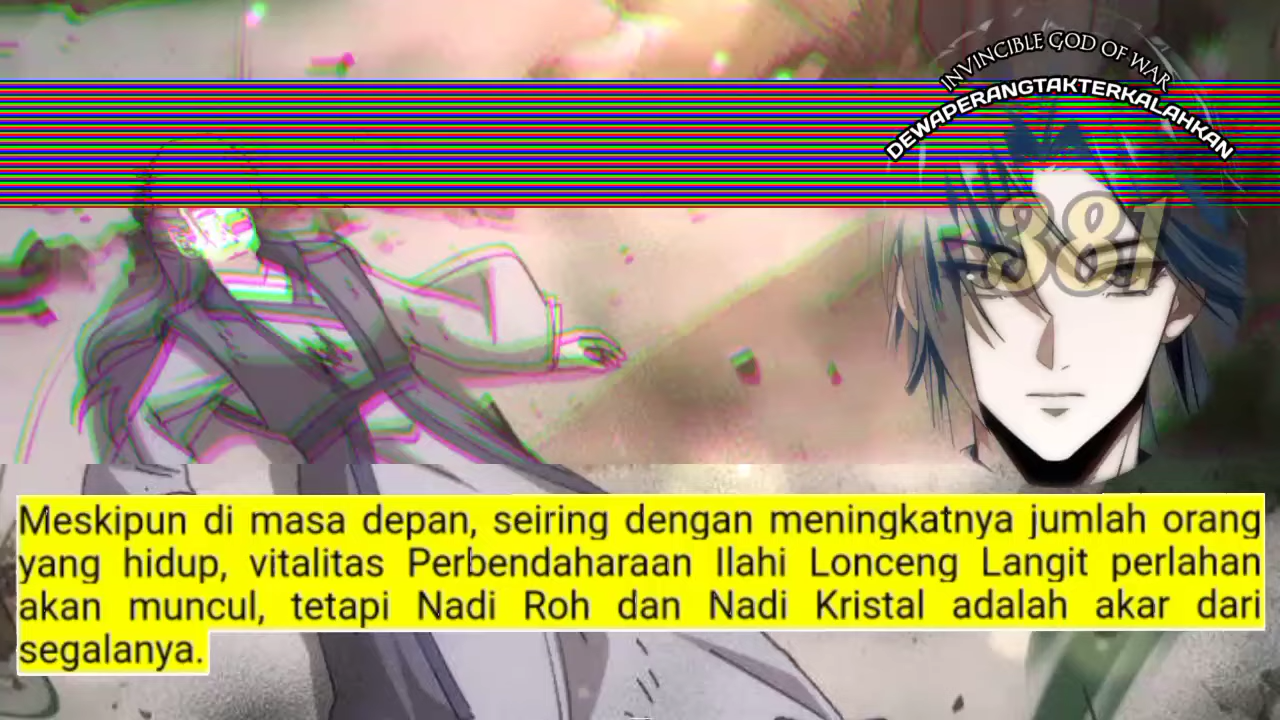 INVINCIBLE GOD OF WAR
DEWAPERANGTAKTERKALAHKAN
381
Meskipun di masa depan, seiring dengan meningkatnya jumlah orang
yang hidup, vitalitas Perbendaharaan Ilahi Lonceng Langit perlahan
akan muncul, tetapi Nadi Roh dan Nadi Kristal adalah akar dari
segalanya.